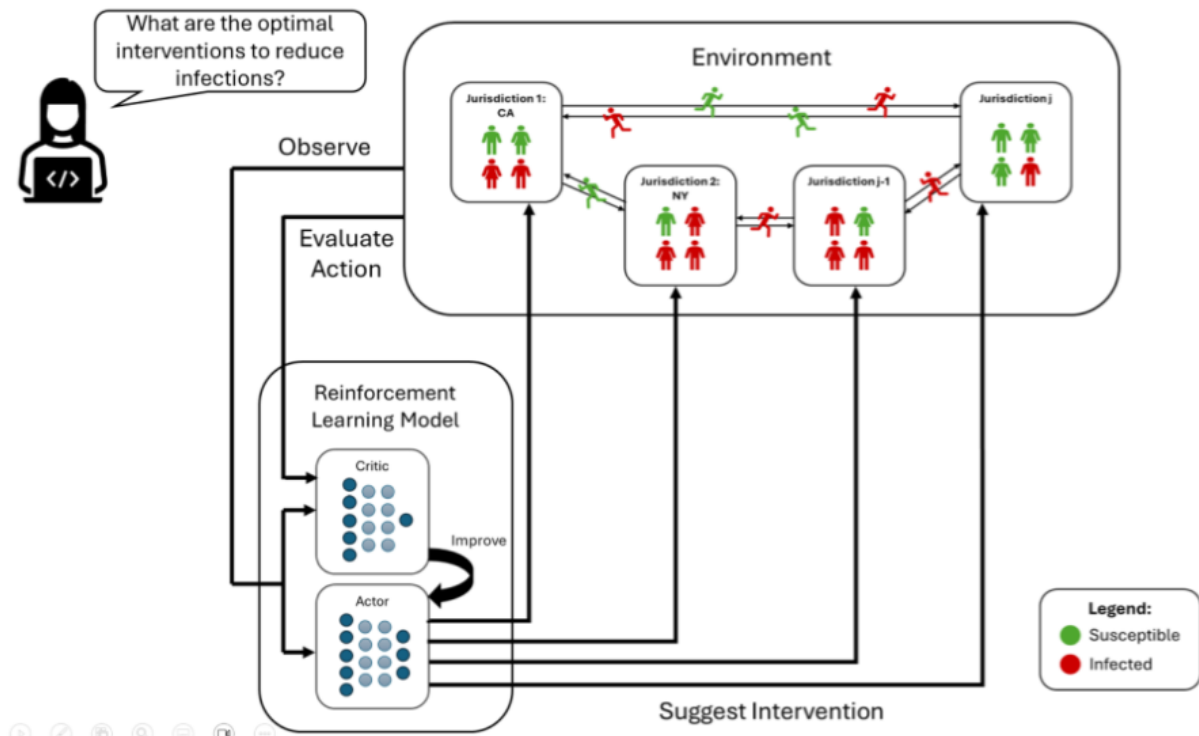 What are the optimal
interventions to reduce
infections?
</>
Environment
Jurisdiction 1:
CA
Jurisdiction j
Jurisdiction 2:
NY
Jurisdiction j-1
Observe
Evaluate
Action
Reinforcement
Learning Model
Critic
Improve
Actor
Suggest Intervention
Legend:
Susceptible
Infected